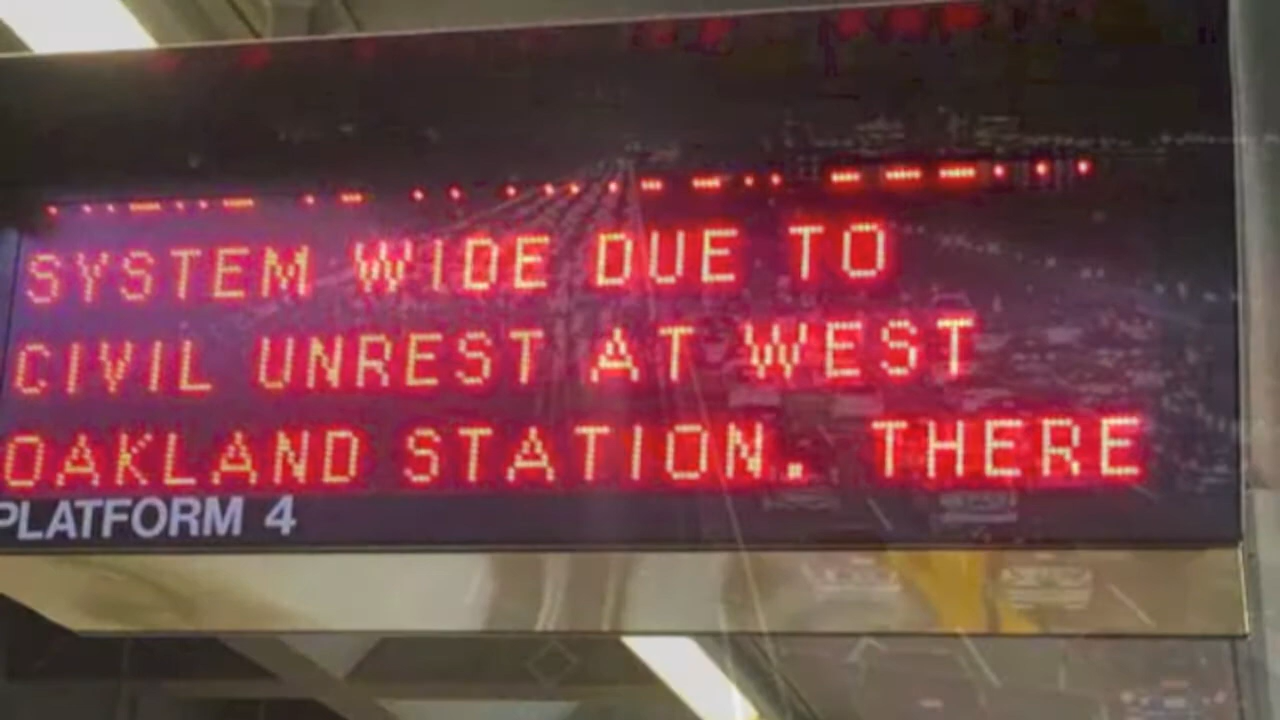 SYSTEM WIDE DUE TO
CIVIL UNREST AT WEST
OAKLAND STATION. THERE
PLATFORM 4